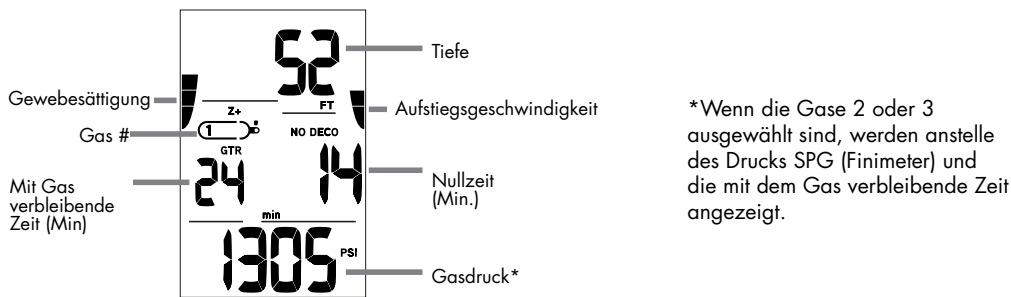 52
Tiefe
Gewebesättigung
FT
Aufstiegsgeschwindigkeit
Z+
Gas #
1
NO DECO
GTR
24
14
Mit Gas
verbleibende
Zeit (Min)
Nullzeit
(Min.)
min
1305
PSI
Gasdruck*
*Wenn die Gase 2 oder 3
ausgewählt sind, werden anstelle
des Drucks SPG (Finimeter) und
die mit dem Gas verbleibende Zeit
angezeigt.